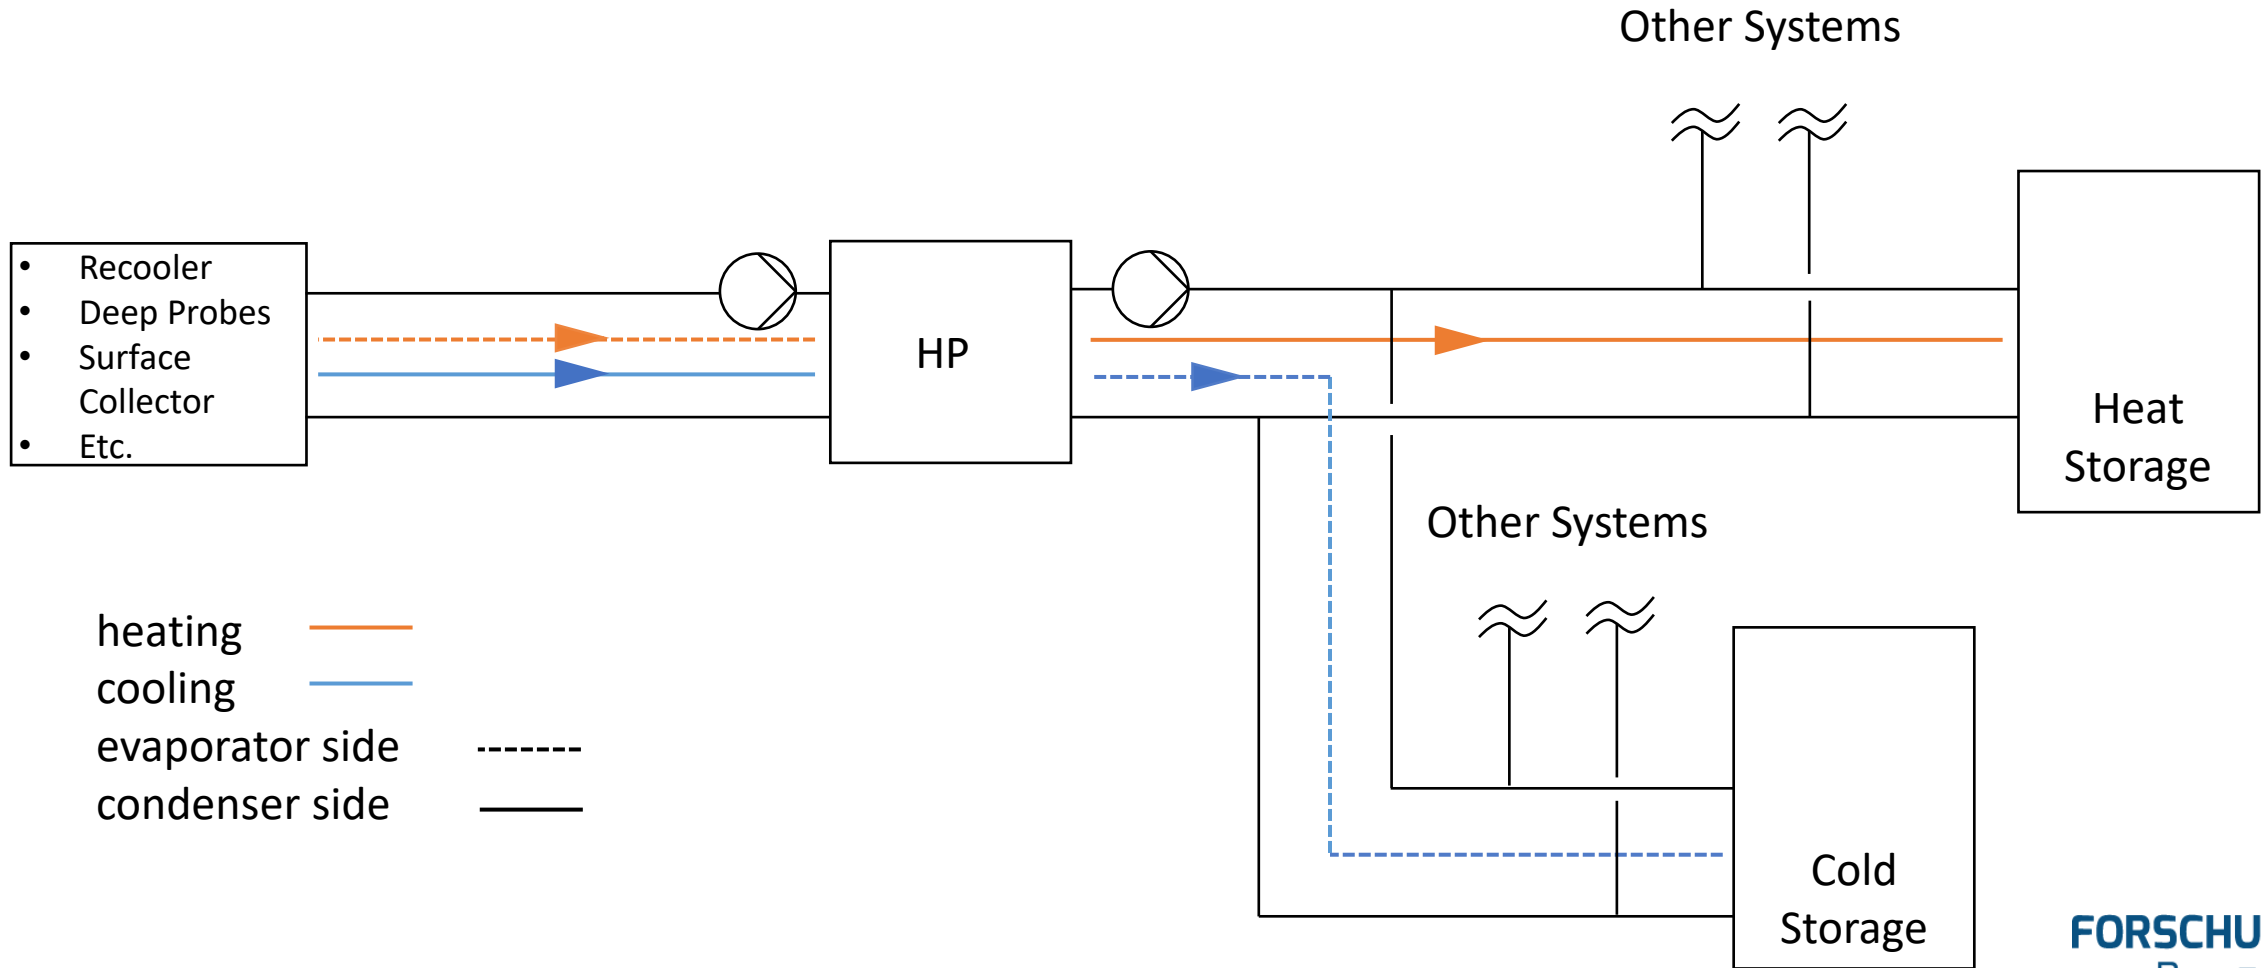 Other Systems
• Recooler
• Deep Probes
• Surface
Collector
• Etc.
HP
Heat
Storage
Other Systems
heating
cooling
evaporator side
condenser side
Cold
Storage
FORSCHU